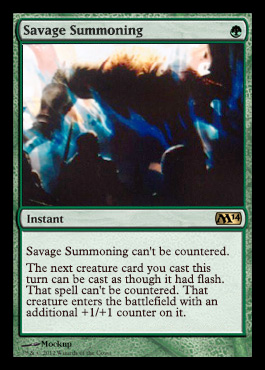 Savage Summoning
Instant
M14
Savage Summoning can't be countered.
The next creature card you cast this
turn can be cast as though it had flash.
That spell can't be countered. That
creature enters the battlefield with an
additional +1/+1 counter on it.
Mockup
™ & © 2012 Wizards of the Coast